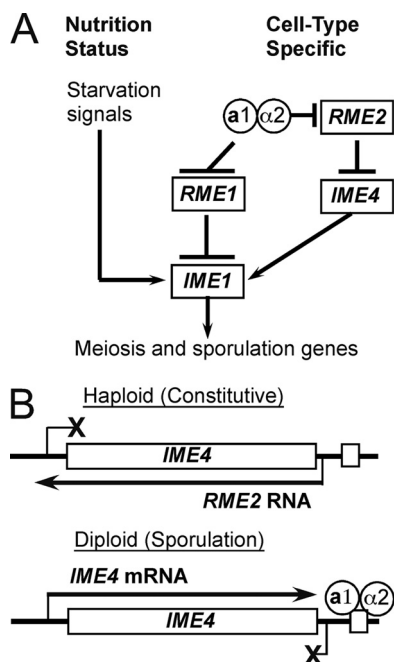 A
Nutrition Status
Cell-Type Specific
Starvation signals
a1 α2
RME2
RME1
IME4
IME1
Meiosis and sporulation genes
B
Haploid (Constitutive)
X
IME4
RME2 RNA
Diploid (Sporulation)
IME4 mRNA
a1 α2
IME4
X